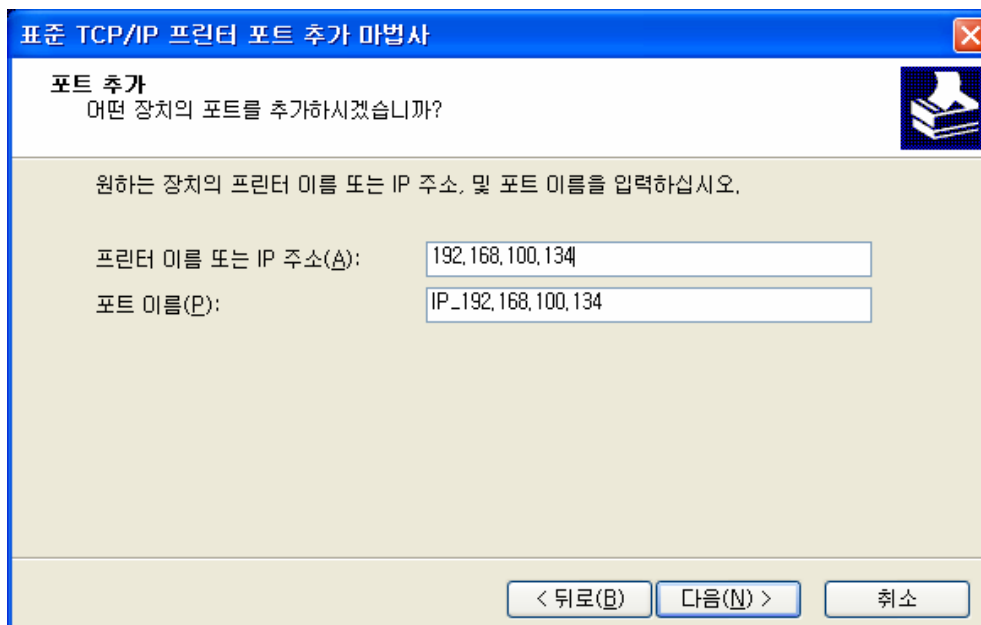 표준 TCP/IP 프린터 포트 추가 마법사
포트 추가
어떤 장치의 포트를 추가하시겠습니까?
원하는 장치의 프린터 이름 또는 IP 주소, 및 포트 이름을 입력하십시오.
프린터 이름 또는 IP 주소(A): 192.168.100.134
포트 이름(P): IP_192.168.100.134
< 뒤로(B) 다음(N) > 취소